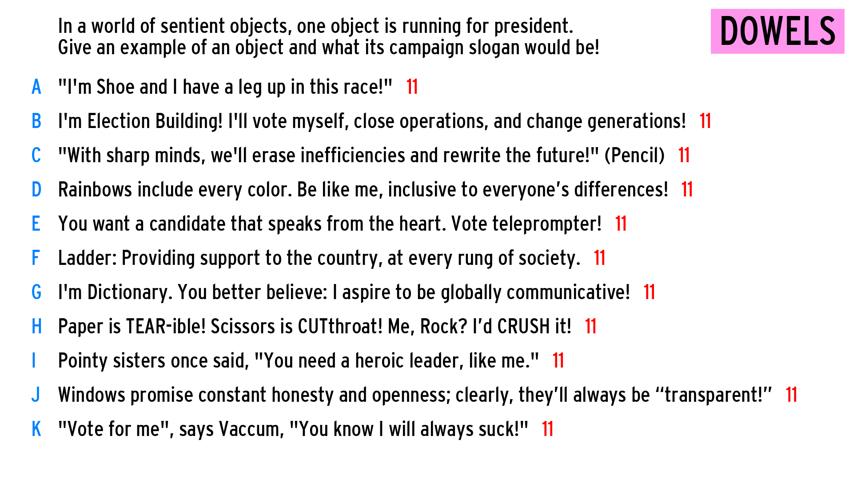 In a world of sentient objects, one object is running for president.
Give an example of an object and what its campaign slogan would be!
DOWELS
A "I'm Shoe and I have a leg up in this race!" 11
B I'm Election Building! I'll vote myself, close operations, and change generations! 11
C "With sharp minds, we'll erase inefficiencies and rewrite the future!" (Pencil) 11
D Rainbows include every color. Be like me, inclusive to everyone’s differences! 11
E You want a candidate that speaks from the heart. Vote teleprompter! 11
F Ladder: Providing support to the country, at every rung of society. 11
G I'm Dictionary. You better believe: I aspire to be globally communicative! 11
H Paper is TEAR-ible! Scissors is CUTthroat! Me, Rock? I’d CRUSH it! 11
I Pointy sisters once said, "You need a heroic leader, like me." 11
J Windows promise constant honesty and openness; clearly, they’ll always be “transparent!” 11
K "Vote for me", says Vaccum, "You know I will always suck!" 11